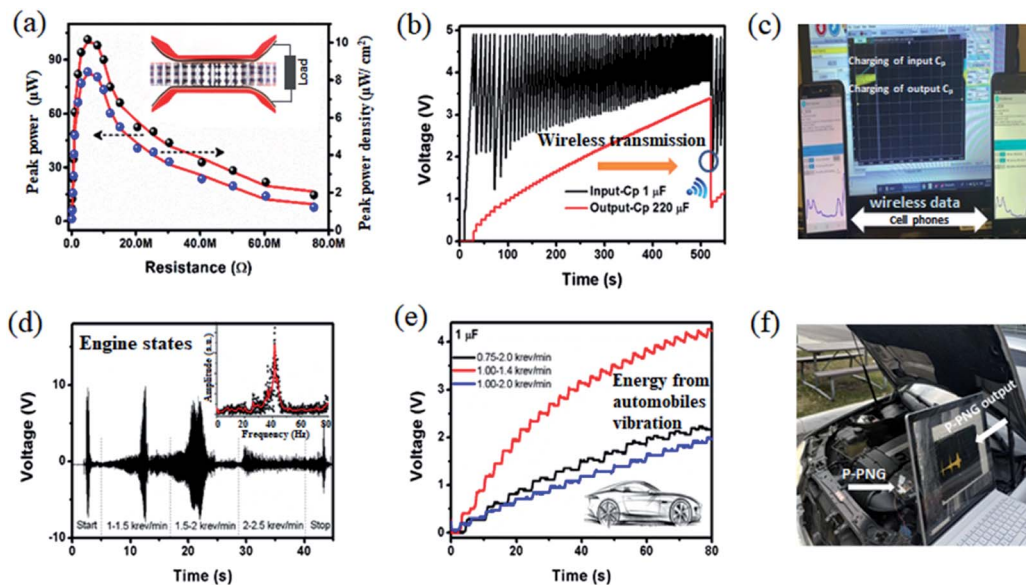 (a)
Peak power (µW)
90
60
30
0
0.0
20.0M
40.0M
60.0M
80.0M
Resistance (Ω)
10
8
6
4
2
0
Peak power density (µW/ cm²)
Load
(b)
Voltage (V)
5
4
3
2
1
0
0
100
200
300
400
500
Time (s)
Wireless transmission
Input-Cp 1 µF
Output-Cp 220 µF
(c)
Charging of input Cp
Charging of output Cp
wireless data
Cell phones
(d)
Engine states
Voltage (V)
10
0
-10
Start
1-1.5 krev/min
1.5-2 krev/min
2-2.5 krev/min
Stop
0
10
20
30
40
Time (s)
Amplitude (n.n.)
0
20
40
60
80
Frequency (Hz)
(e)
1 µF
0.75-2.0 krev/min
1.00-1.4 krev/min
1.00-2.0 krev/min
Energy from
automobiles
vibration
Voltage (V)
4
2
0
0
20
40
60
80
Time (s)
(f)
P-PNG output
P-PNG